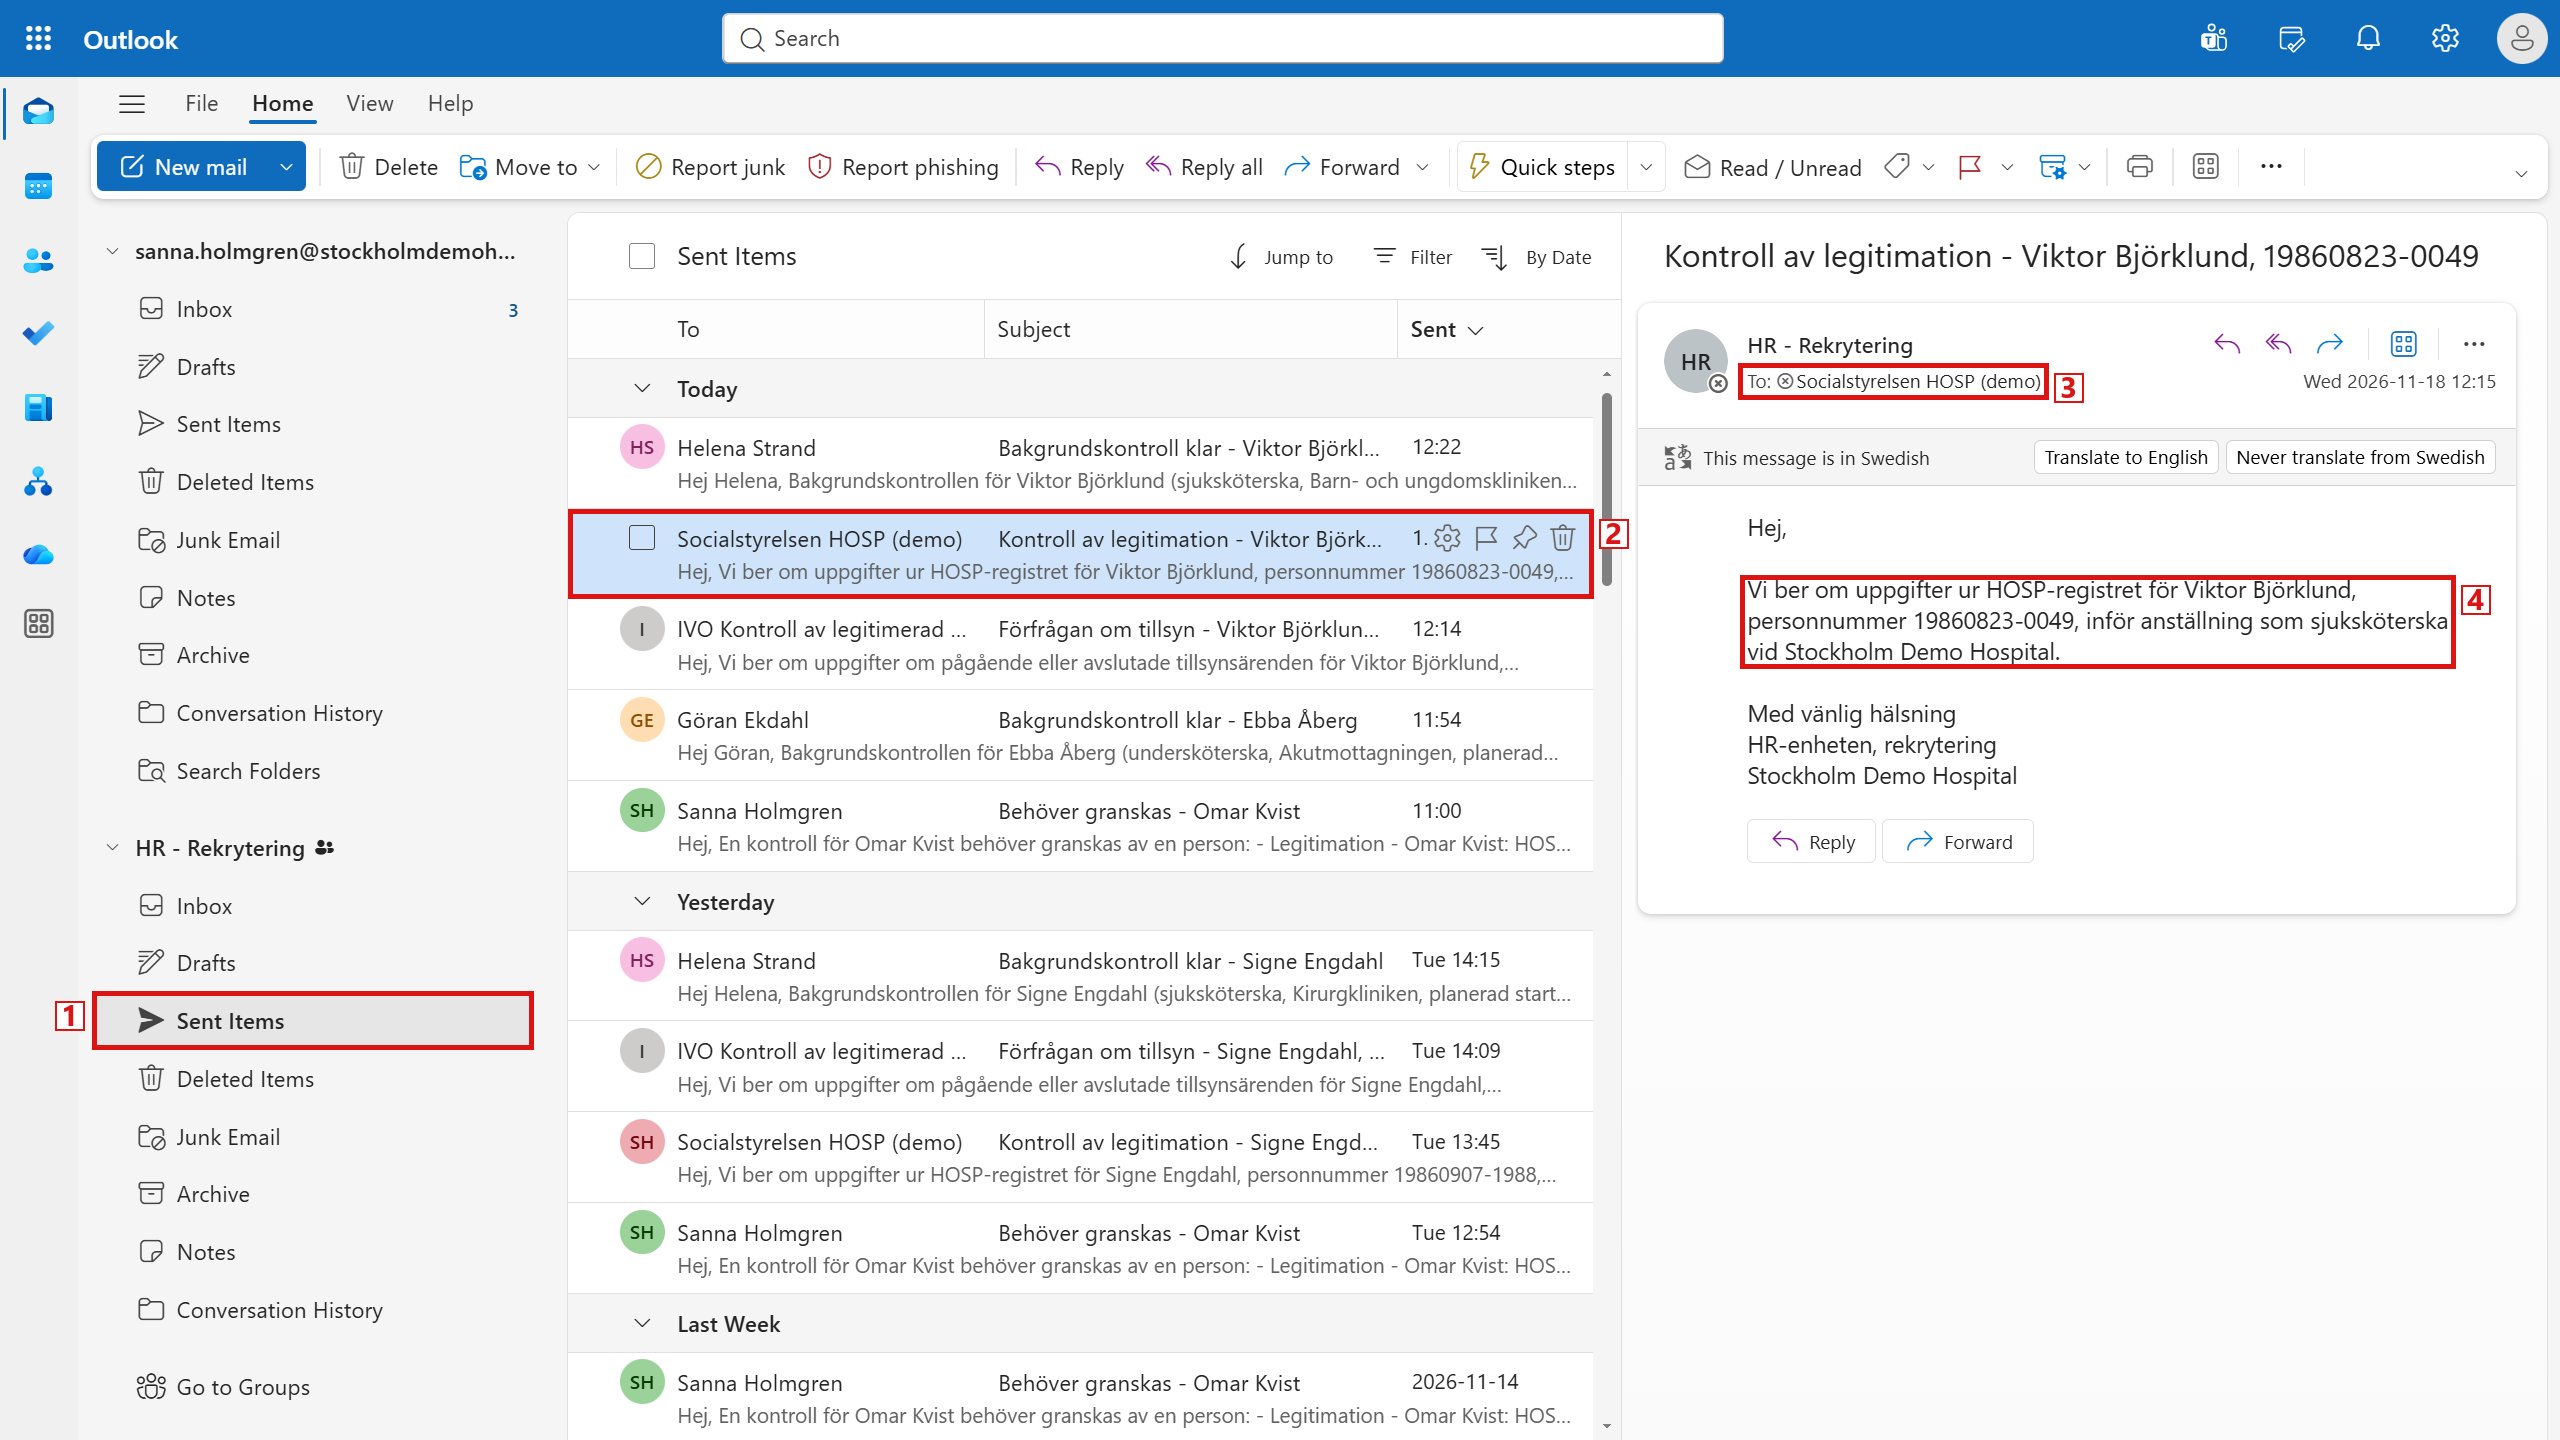 Outlook
Search
File
Home
View
Help
New mail
Delete
Move to
Report junk
Report phishing
Reply
Reply all
Forward
Quick steps
Read / Unread
sanna.holmgren@stockholmdemoh...
Inbox
3
Drafts
Sent Items
Deleted Items
Junk Email
Notes
Archive
Conversation History
Search Folders
HR - Rekrytering
Inbox
Drafts
1
Sent Items
Deleted Items
Junk Email
Notes
Archive
Conversation History
Go to Groups
Sent Items
Jump to
Filter
By Date
To
Subject
Sent
Today
HS
Helena Strand
Bakgrundskontroll klar - Viktor Björkl...
12:22
Hej Helena, Bakgrundskontrollen för Viktor Björklund (sjuksköterska, Barn- och ungdomskliniken...
Socialstyrelsen HOSP (demo)
Kontroll av legitimation - Viktor Björk...
1.
2
Hej, Vi ber om uppgifter ur HOSP-registret för Viktor Björklund, personnummer 19860823-0049,...
I
IVO Kontroll av legitimerad ...
Förfrågan om tillsyn - Viktor Björklun...
12:14
Hej, Vi ber om uppgifter om pågående eller avslutade tillsynsärenden för Viktor Björklund,...
GE
Göran Ekdahl
Bakgrundskontroll klar - Ebba Åberg
11:54
Hej Göran, Bakgrundskontrollen för Ebba Åberg (undersköterska, Akutmottagningen, planerad...
SH
Sanna Holmgren
Behöver granskas - Omar Kvist
11:00
Hej, En kontroll för Omar Kvist behöver granskas av en person: - Legitimation - Omar Kvist: HOS...
Yesterday
HS
Helena Strand
Bakgrundskontroll klar - Signe Engdahl
Tue 14:15
Hej Helena, Bakgrundskontrollen för Signe Engdahl (sjuksköterska, Kirurgkliniken, planerad start...
I
IVO Kontroll av legitimerad ...
Förfrågan om tillsyn - Signe Engdahl, ...
Tue 14:09
Hej, Vi ber om uppgifter om pågående eller avslutade tillsynsärenden för Signe Engdahl,...
SH
Socialstyrelsen HOSP (demo)
Kontroll av legitimation - Signe Engd...
Tue 13:45
Hej, Vi ber om uppgifter ur HOSP-registret för Signe Engdahl, personnummer 19860907-1988,...
SH
Sanna Holmgren
Behöver granskas - Omar Kvist
Tue 12:54
Hej, En kontroll för Omar Kvist behöver granskas av en person: - Legitimation - Omar Kvist: HOS...
Last Week
SH
Sanna Holmgren
Behöver granskas - Omar Kvist
2026-11-14
Hej, En kontroll för Omar Kvist behöver granskas av en person: - Legitimation - Omar Kvist: HOS...
Kontroll av legitimation - Viktor Björklund, 19860823-0049
HR
HR - Rekrytering
To: Socialstyrelsen HOSP (demo)
3
Wed 2026-11-18 12:15
This message is in Swedish
Translate to English
Never translate from Swedish
Hej,
Vi ber om uppgifter ur HOSP-registret för Viktor Björklund,
personnummer 19860823-0049, inför anställning som sjuksköterska
vid Stockholm Demo Hospital.
4
Med vänlig hälsning
HR-enheten, rekrytering
Stockholm Demo Hospital
Reply
Forward